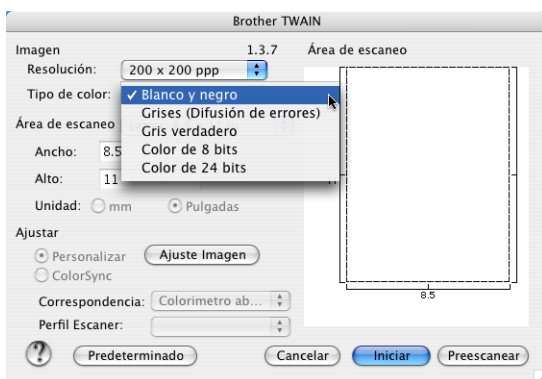 Brother TWAIN
Imagen 1.3.7 Área de escaneo
Resolución: 200 x 200 ppp
Tipo de color: ✓ Blanco y negro
Grises (Difusión de errores)
Gris verdadero
Color de 8 bits
Color de 24 bits
Área de escaneo
Ancho: 8.5
Alto: 11
Unidad: mm Pulgadas
8.5
Ajustar
Personalizar Ajuste Imagen
ColorSync
Correspondencia: Colorimetro ab...
Perfil Escaner:
? Predeterminado Cancelar Iniciar Preescanear